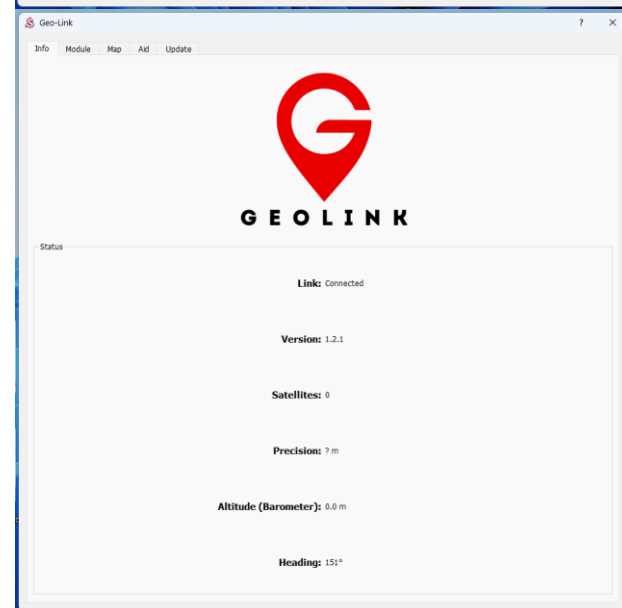 Geo-Link ? ×
Info Module Map Aid Update
GEOLINK
Status
Link: Connected
Version: 1.2.1
Satellites: 0
Precision: ? m
Altitude (Barometer): 0.0 m
Heading: 151°